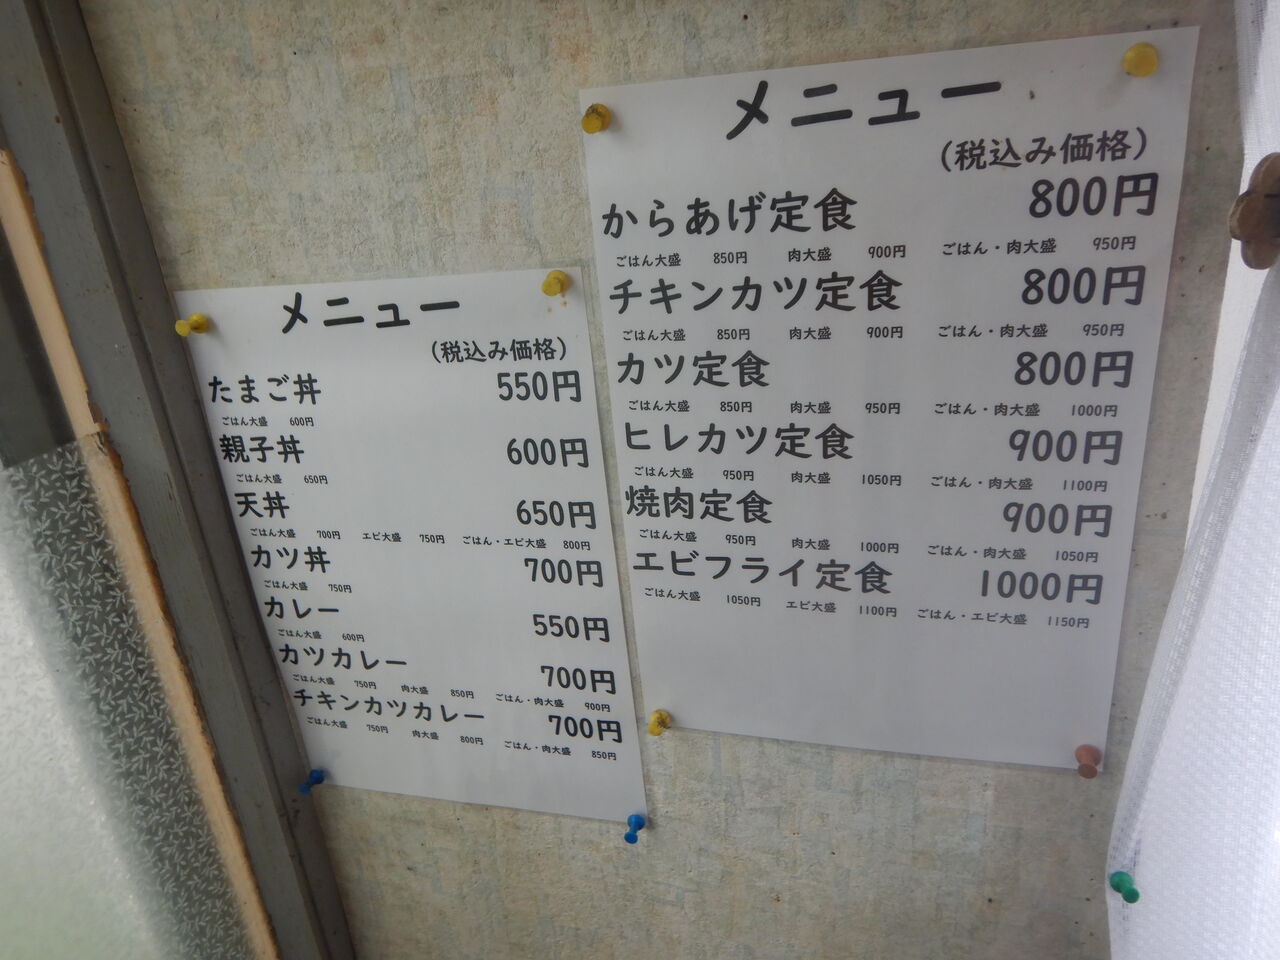 メニュー
(税込み価格)
たまご丼 550円
ごはん大盛 600円
親子丼 600円
ごはん大盛 650円
天丼 650円
ごはん大盛 700円 エビ大盛 750円 ごはん・エビ大盛 800円
カツ丼 700円
ごはん大盛 750円
カレー 550円
ごはん大盛 600円
カツカレー 700円
ごはん大盛 750円 肉大盛 850円 ごはん・肉大盛 900円
チキンカツカレー 700円
ごはん大盛 750円 肉大盛 800円 ごはん・肉大盛 850円
メニュー
(税込み価格)
からあげ定食 800円
ごはん大盛 850円 肉大盛 900円 ごはん・肉大盛 950円
チキンカツ定食 800円
ごはん大盛 850円 肉大盛 900円 ごはん・肉大盛 950円
カツ定食 800円
ごはん大盛 850円 肉大盛 950円 ごはん・肉大盛 1000円
ヒレカツ定食 900円
ごはん大盛 950円 肉大盛 1050円 ごはん・肉大盛 1100円
焼肉定食 900円
ごはん大盛 950円 肉大盛 1000円 ごはん・肉大盛 1050円
エビフライ定食 1000円
ごはん大盛 1050円 エビ大盛 1100円 ごはん・エビ大盛 1150円